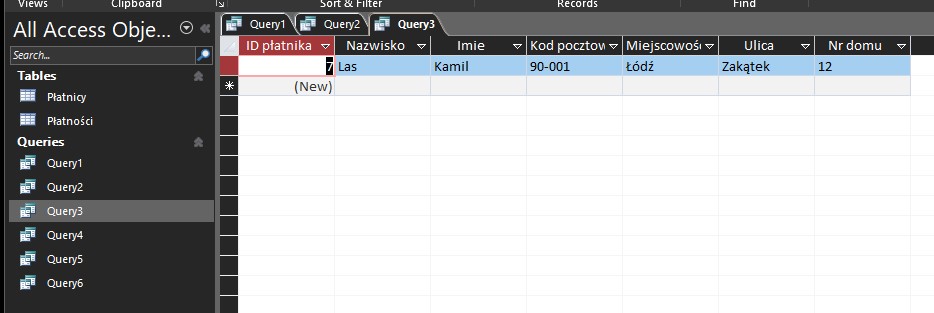 Views Clipboard Sort & Filter Records Find
All Access Obje...
Search...
Tables
Płatnicy
Płatności
Queries
Query1
Query2
Query3
Query4
Query5
Query6
Query1 Query2 Query3
ID płatnika Nazwisko Imie Kod pocztow Miejscowość Ulica Nr domu
7 Las Kamil 90-001 Łódź Zakątek 12
(New)